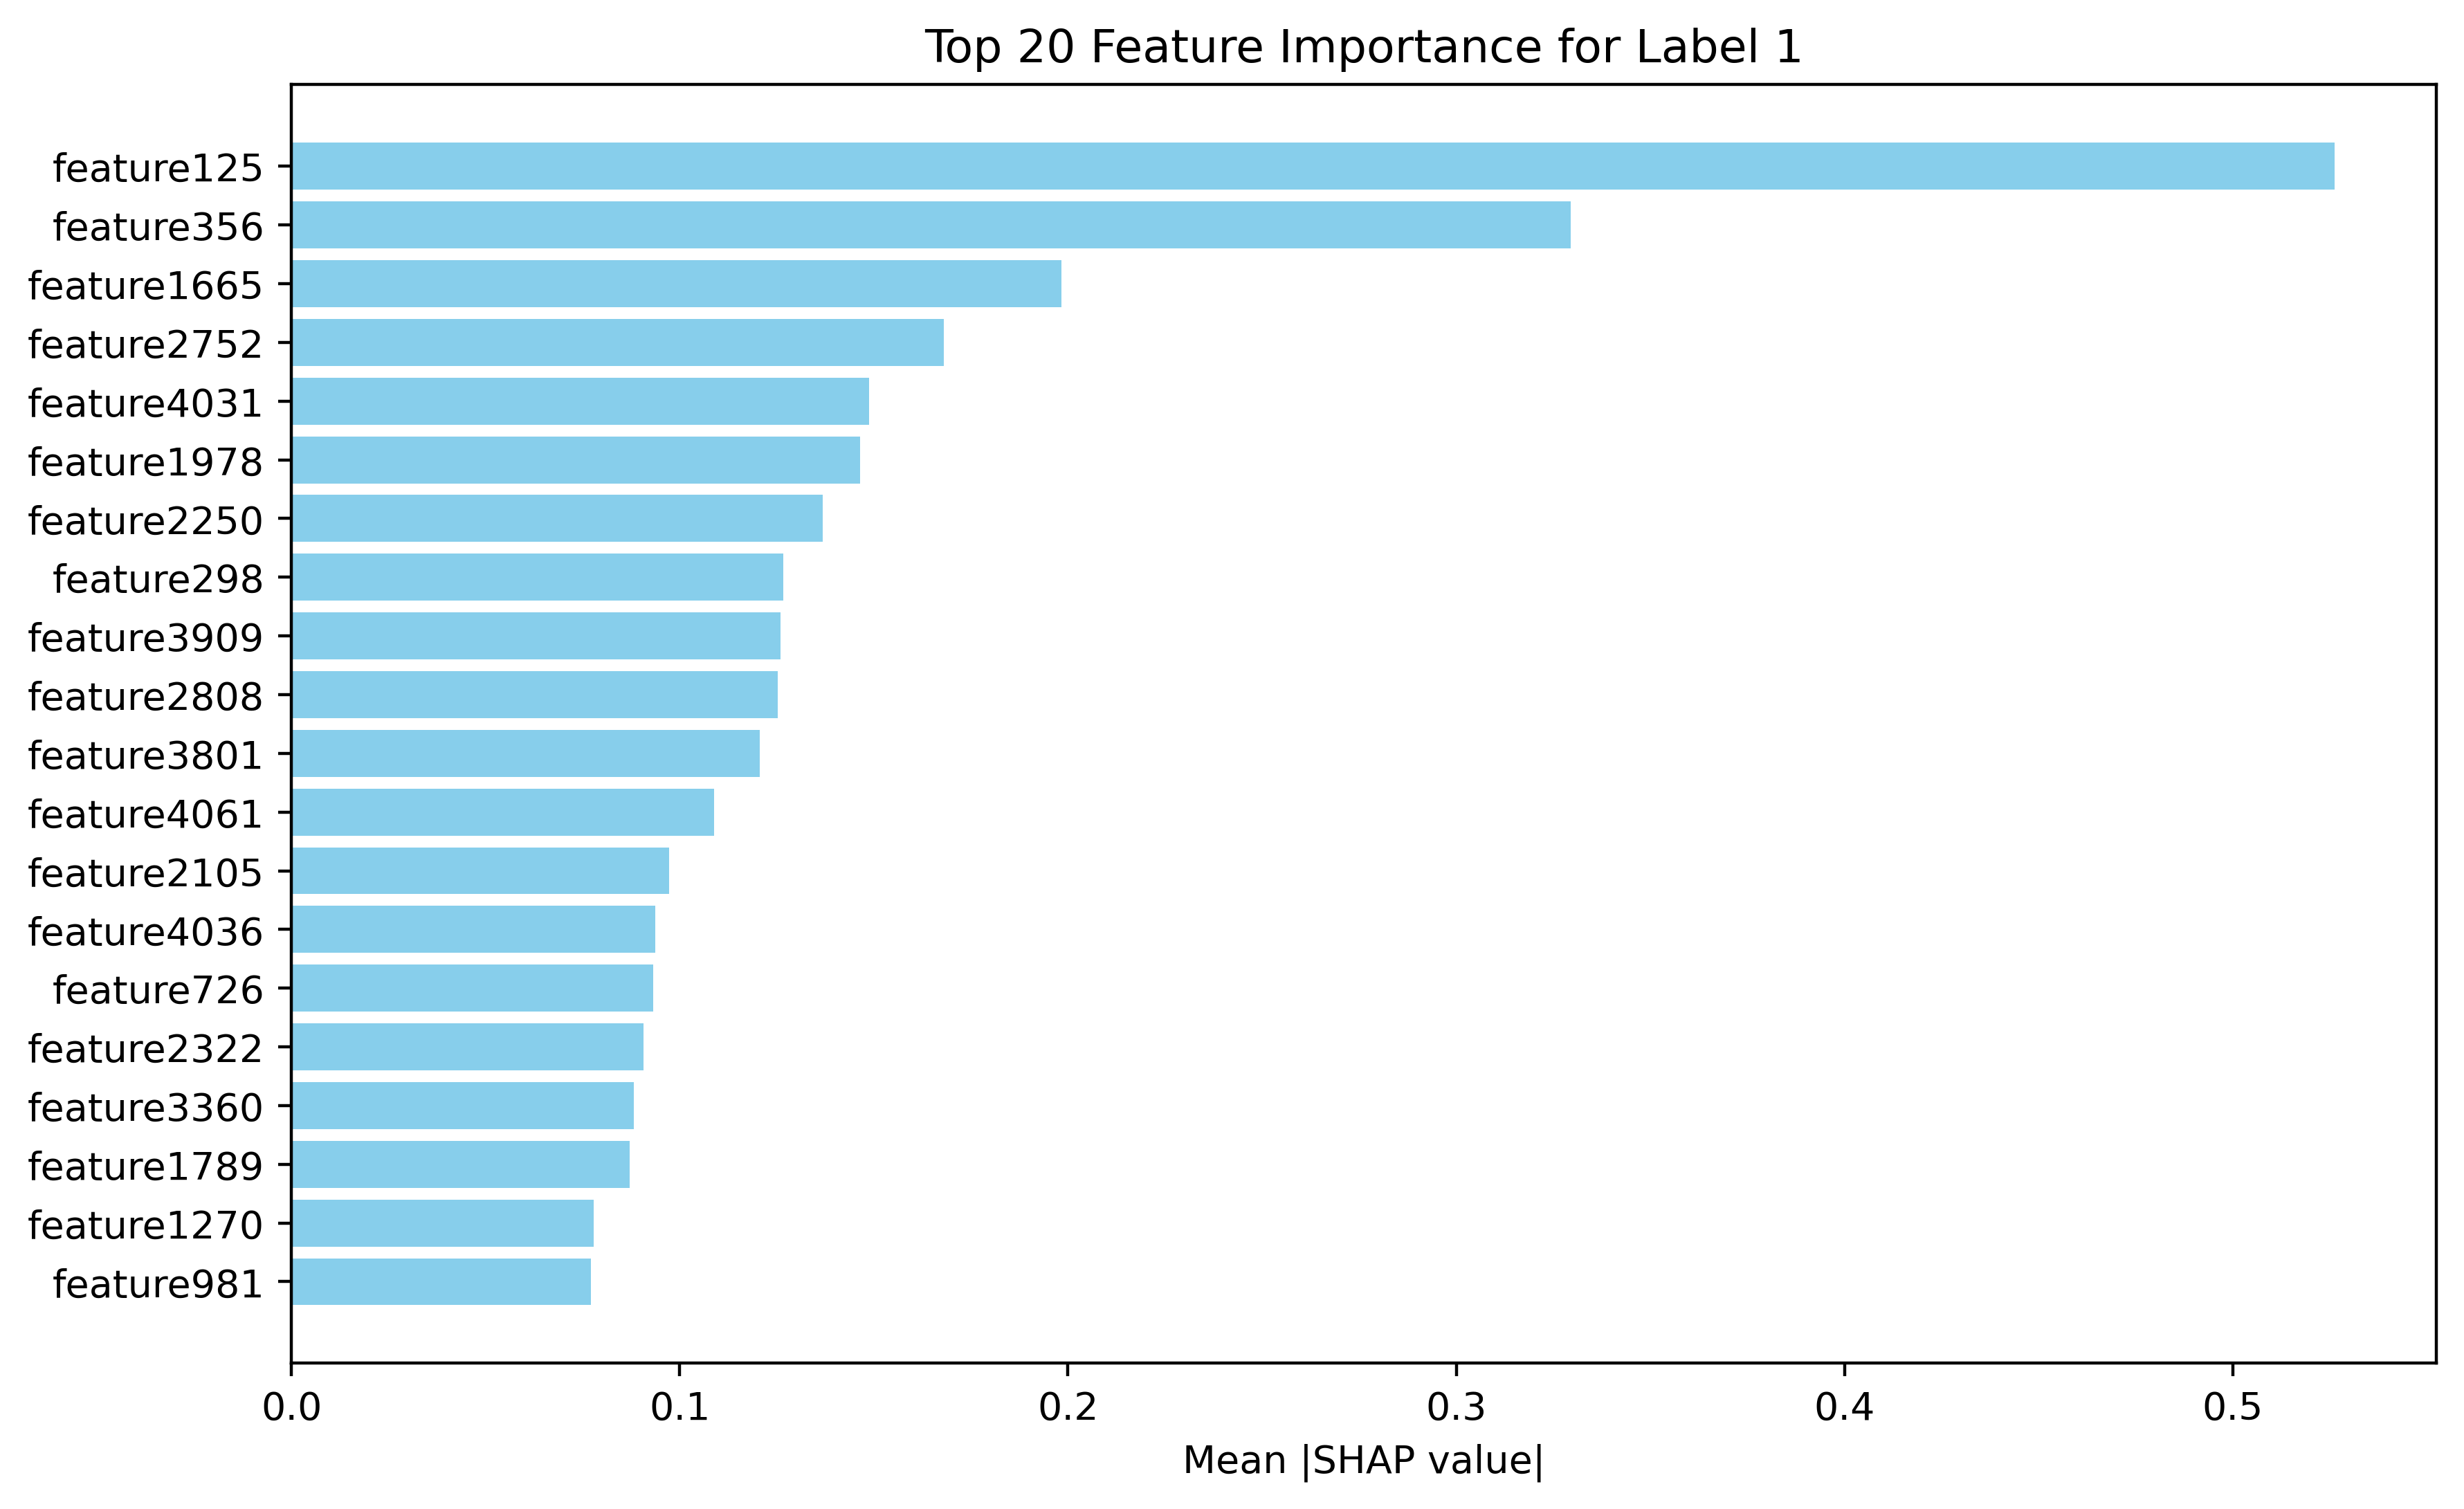 Top 20 Feature Importance for Label 1
feature125
feature356
feature1665
feature2752
feature4031
feature1978
feature2250
feature298
feature3909
feature2808
feature3801
feature4061
feature2105
feature4036
feature726
feature2322
feature3360
feature1789
feature1270
feature981
0.0 0.1 0.2 0.3 0.4 0.5
Mean |SHAP value|